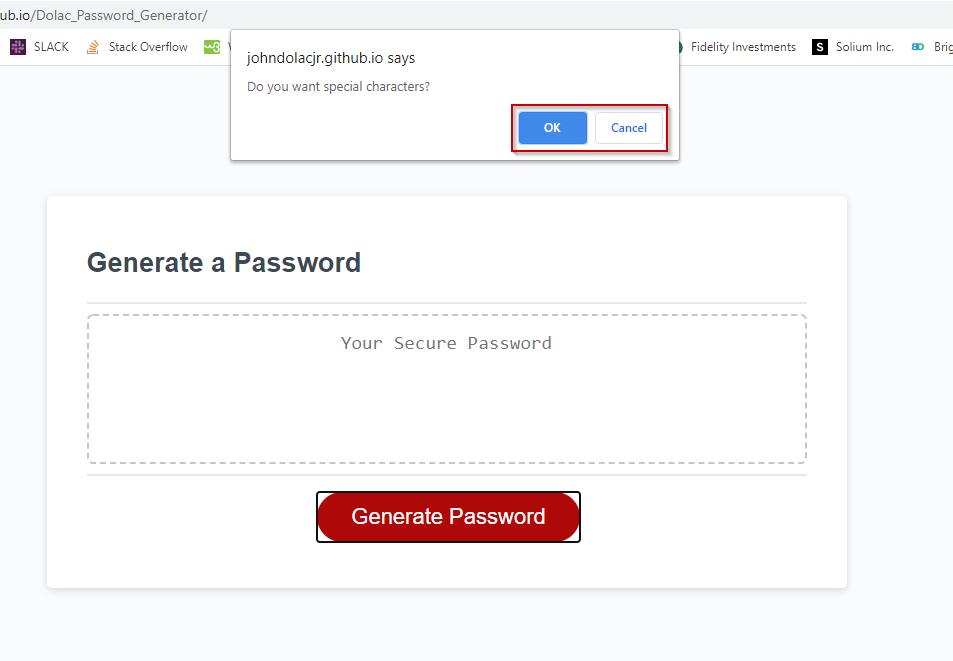 ub.io/Dolac_Password_Generator/
SLACK Stack Overflow Fidelity Investments S Solium Inc. Brig
johndolacjr.github.io says
Do you want special characters?
OK Cancel
Generate a Password
Your Secure Password
Generate Password